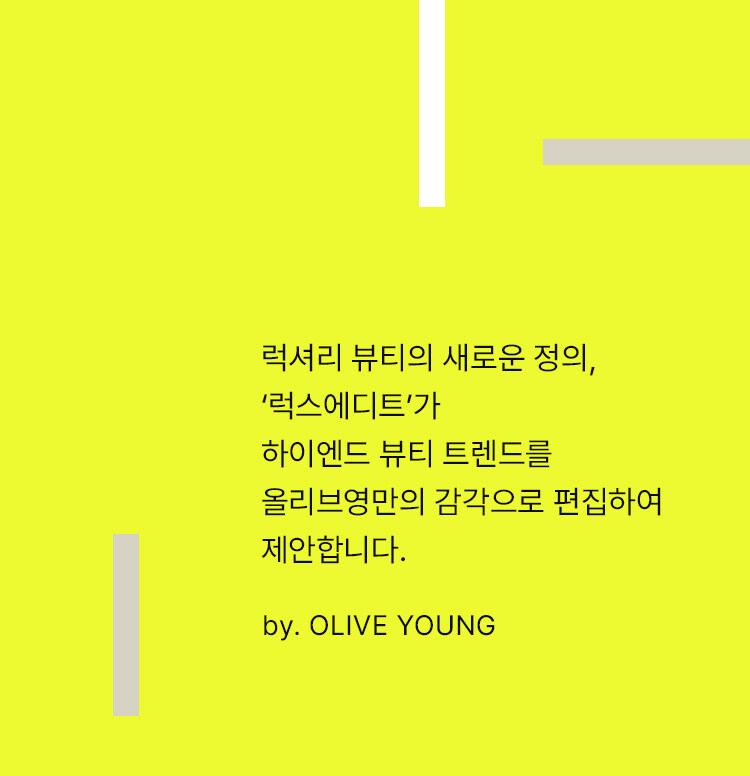 럭셔리 뷰티의 새로운 정의,
‘럭스에디트’가
하이엔드 뷰티 트렌드를
올리브영만의 감각으로 편집하여
제안합니다.
by. OLIVE YOUNG